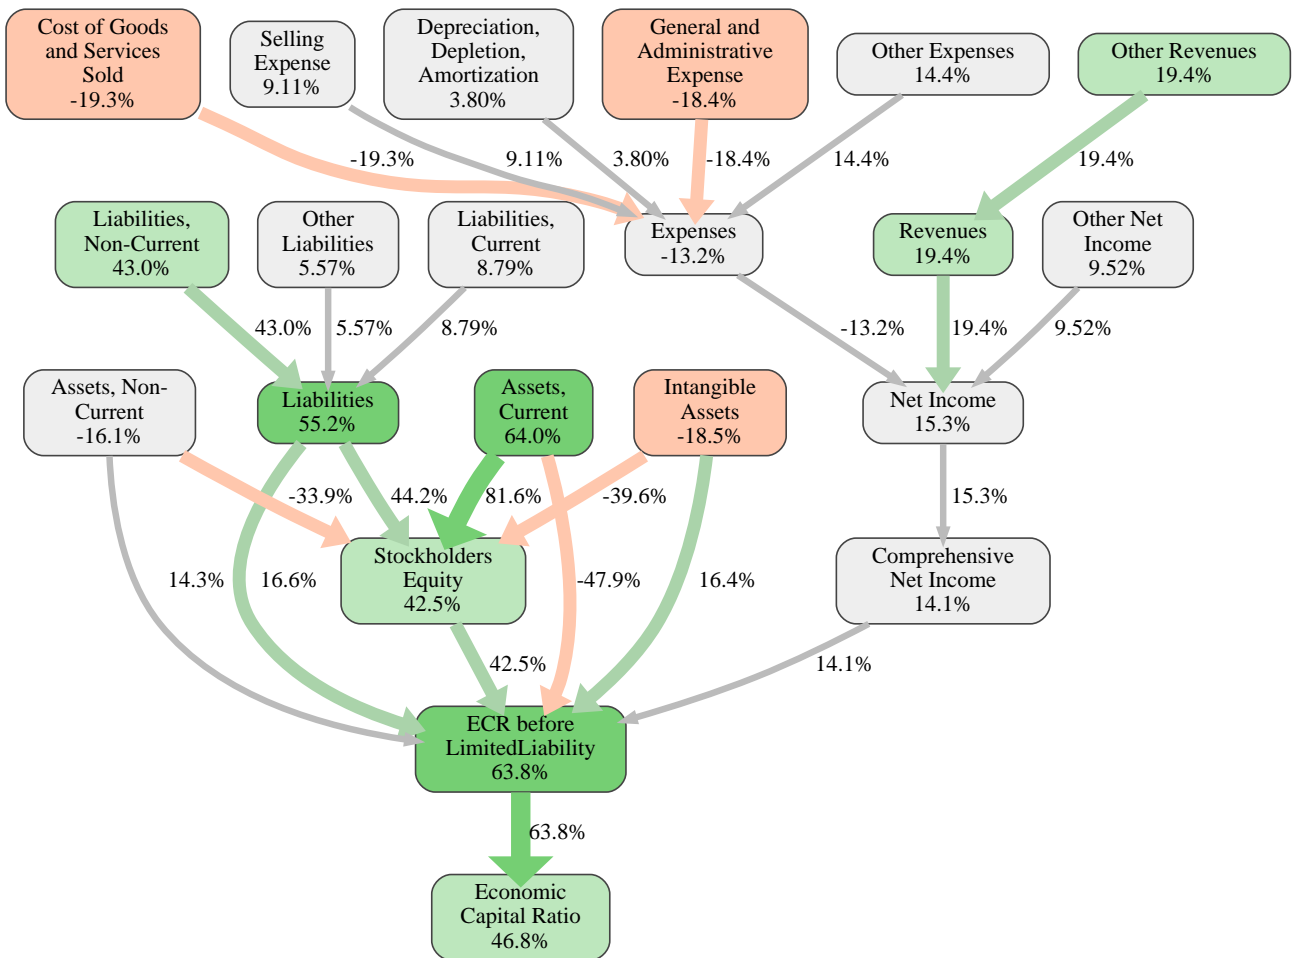 Cost of Goods
and Services
Sold
-19.3%
Selling
Expense
9.11%
Depreciation,
Depletion,
Amortization
3.80%
General and
Administrative
Expense
-18.4%
Other Expenses
14.4%
Other Revenues
19.4%
-19.3%
9.11%
3.80%
-18.4%
14.4%
19.4%
Liabilities,
Non-Current
43.0%
Other
Liabilities
5.57%
Liabilities,
Current
8.79%
Expenses
-13.2%
Revenues
19.4%
Other Net
Income
9.52%
43.0%
5.57%
8.79%
-13.2%
19.4%
9.52%
Assets, Non-
Current
-16.1%
Liabilities
55.2%
Assets,
Current
64.0%
Intangible
Assets
-18.5%
Net Income
15.3%
-33.9%
44.2%
81.6%
-39.6%
15.3%
14.3%
16.6%
Stockholders
Equity
42.5%
-47.9%
16.4%
Comprehensive
Net Income
14.1%
42.5%
14.1%
ECR before
LimitedLiability
63.8%
63.8%
Economic
Capital Ratio
46.8%